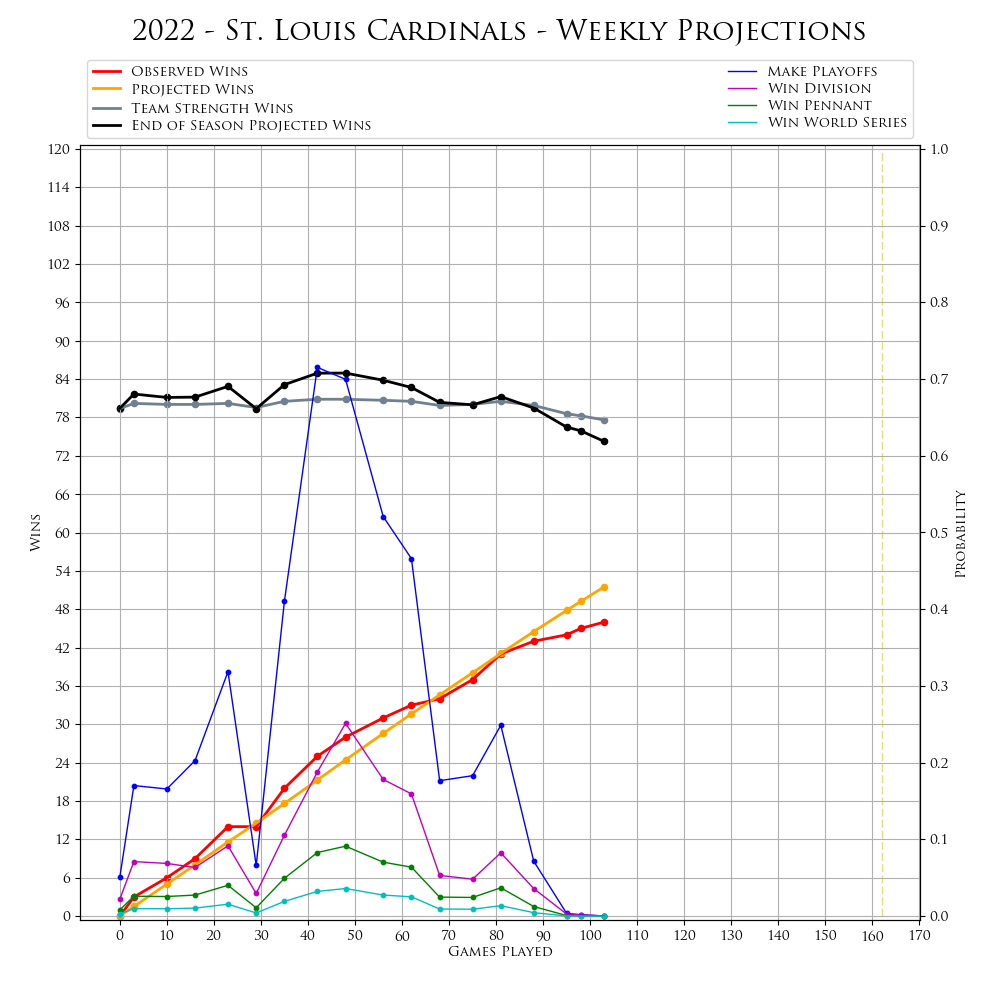 2022 - St. Louis Cardinals - Weekly Projections
Observed Wins
Projected Wins
Team Strength Wins
End of Season Projected Wins
Make Playoffs
Win Division
Win Pennant
Win World Series
120
114
108
102
96
90
84
78
72
66
60
54
48
42
36
30
24
18
12
6
0
Wins
1.0
0.9
0.8
0.7
0.6
0.5
0.4
0.3
0.2
0.1
0.0
Probability
0 10 20 30 40 50 60 70 80 90 100 110 120 130 140 150 160 170
Games Played